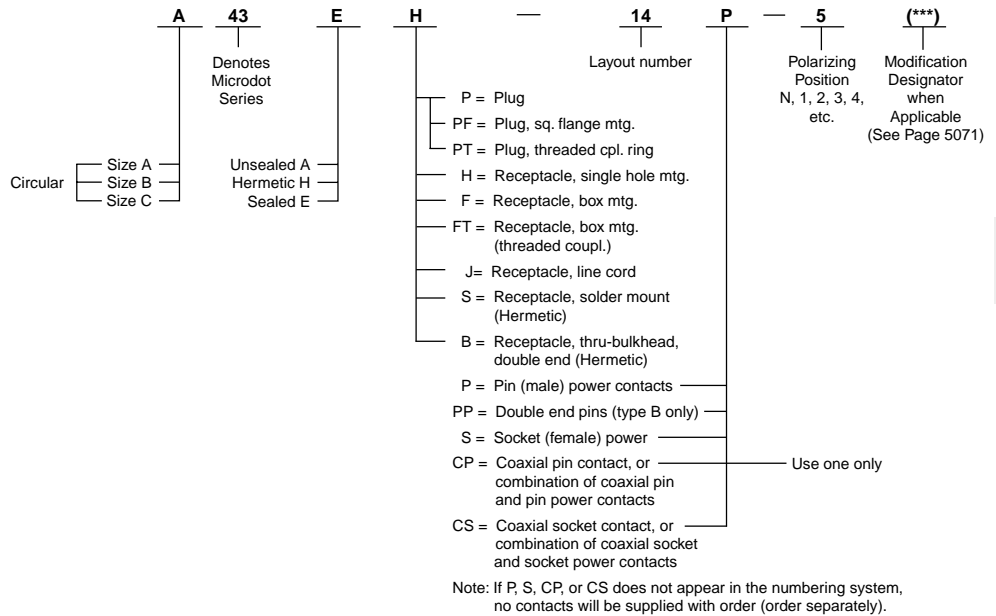 A 43 E H — 14 P — 5 (***)
Denotes
Microdot
Series
Layout number
Polarizing
Position
N, 1, 2, 3, 4,
etc.
Modification
Designator
when
Applicable
(See Page 5071)
Circular
Size A
Size B
Size C
Unsealed A
Hermetic H
Sealed E
P = Plug
PF = Plug, sq. flange mtg.
PT = Plug, threaded cpl. ring
H = Receptacle, single hole mtg.
F = Receptacle, box mtg.
FT = Receptacle, box mtg.
(threaded coupl.)
J= Receptacle, line cord
S = Receptacle, solder mount
(Hermetic)
B = Receptacle, thru-bulkhead,
double end (Hermetic)
P = Pin (male) power contacts
PP = Double end pins (type B only)
S = Socket (female) power
CP = Coaxial pin contact, or
combination of coaxial pin
and pin power contacts
Use one only
CS = Coaxial socket contact, or
combination of coaxial socket
and socket power contacts
Note: If P, S, CP, or CS does not appear in the numbering system,
no contacts will be supplied with order (order separately).